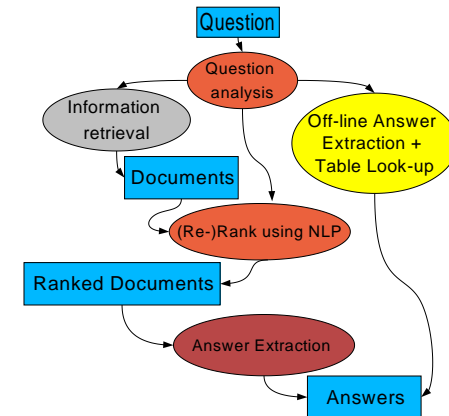 Question
Question
analysis
Information
retrieval
Off-line Answer
Extraction +
Table Look-up
Documents
(Re-)Rank using NLP
Ranked Documents
Answer Extraction
Answers